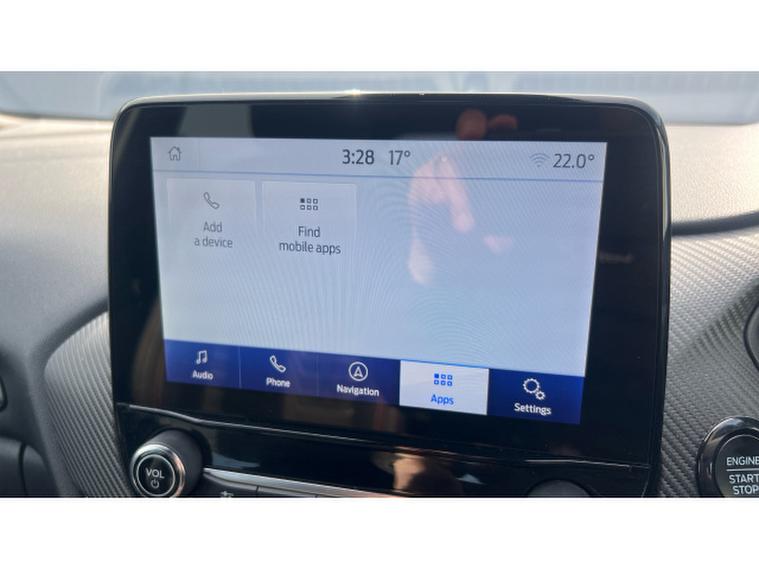 3:28 17° 22.0°
Add
a device
Find
mobile apps
Audio
Phone
Navigation
Apps
Settings
VOL
ENGINE
START
STOP